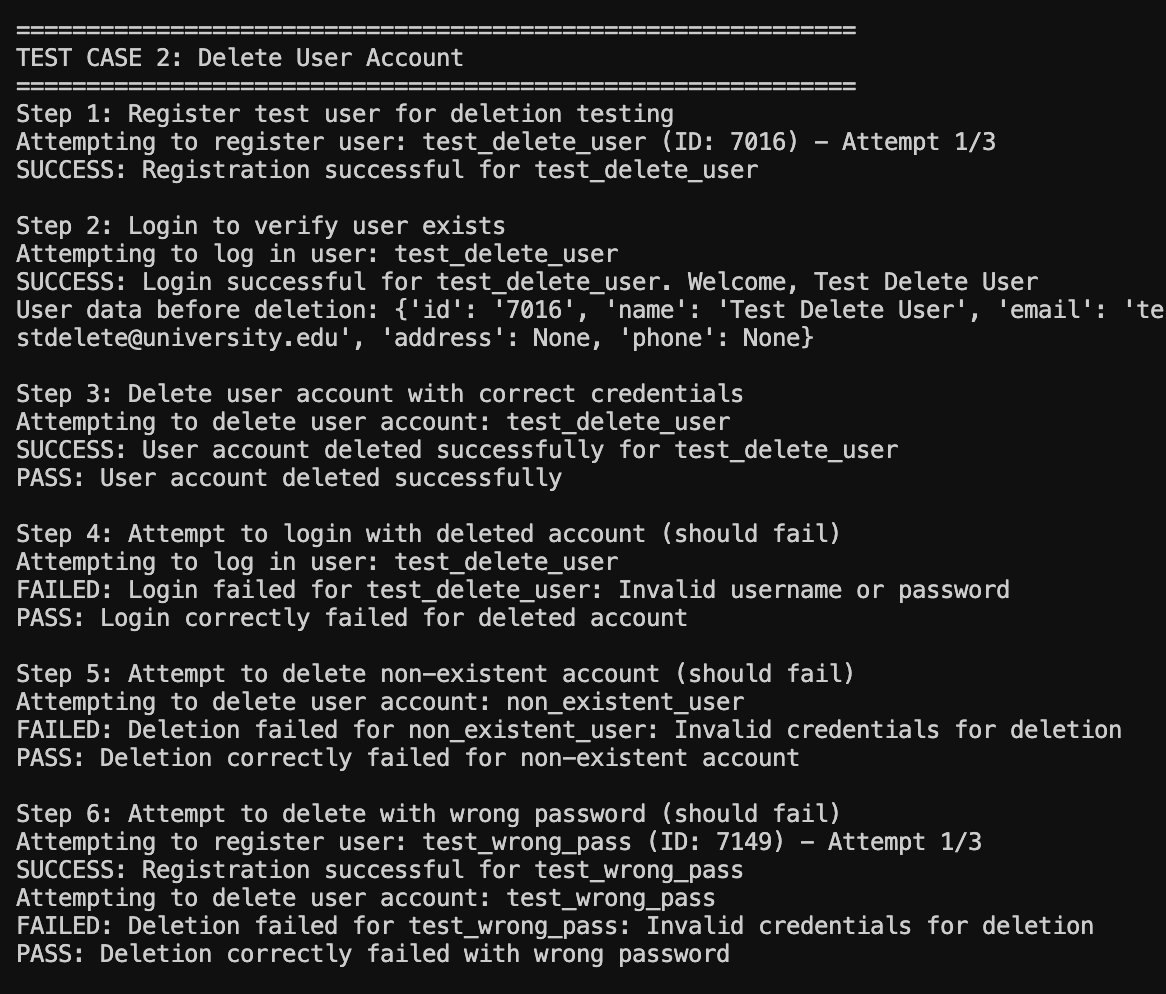 ============================================================
TEST CASE 2: Delete User Account
============================================================
Step 1: Register test user for deletion testing
Attempting to register user: test_delete_user (ID: 7016) - Attempt 1/3
SUCCESS: Registration successful for test_delete_user

Step 2: Login to verify user exists
Attempting to log in user: test_delete_user
SUCCESS: Login successful for test_delete_user. Welcome, Test Delete User
User data before deletion: {'id': '7016', 'name': 'Test Delete User', 'email': 'te
stdelete@university.edu', 'address': None, 'phone': None}

Step 3: Delete user account with correct credentials
Attempting to delete user account: test_delete_user
SUCCESS: User account deleted successfully for test_delete_user
PASS: User account deleted successfully

Step 4: Attempt to login with deleted account (should fail)
Attempting to log in user: test_delete_user
FAILED: Login failed for test_delete_user: Invalid username or password
PASS: Login correctly failed for deleted account

Step 5: Attempt to delete non-existent account (should fail)
Attempting to delete user account: non_existent_user
FAILED: Deletion failed for non_existent_user: Invalid credentials for deletion
PASS: Deletion correctly failed for non-existent account

Step 6: Attempt to delete with wrong password (should fail)
Attempting to register user: test_wrong_pass (ID: 7149) - Attempt 1/3
SUCCESS: Registration successful for test_wrong_pass
Attempting to delete user account: test_wrong_pass
FAILED: Deletion failed for test_wrong_pass: Invalid credentials for deletion
PASS: Deletion correctly failed with wrong password